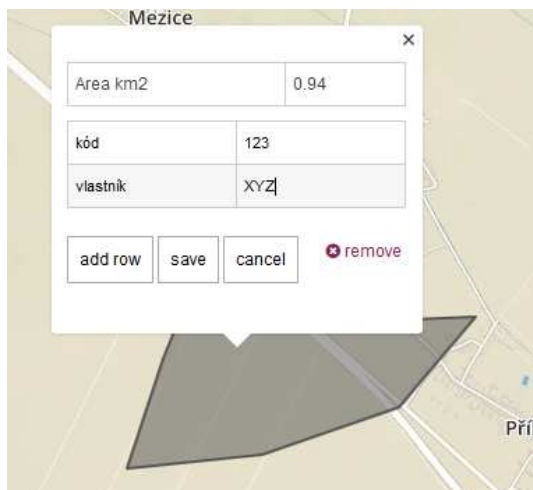 Mezice
×
Area km2 0.94
kód 123
vlastník XYZ
add row save cancel remove
Pří